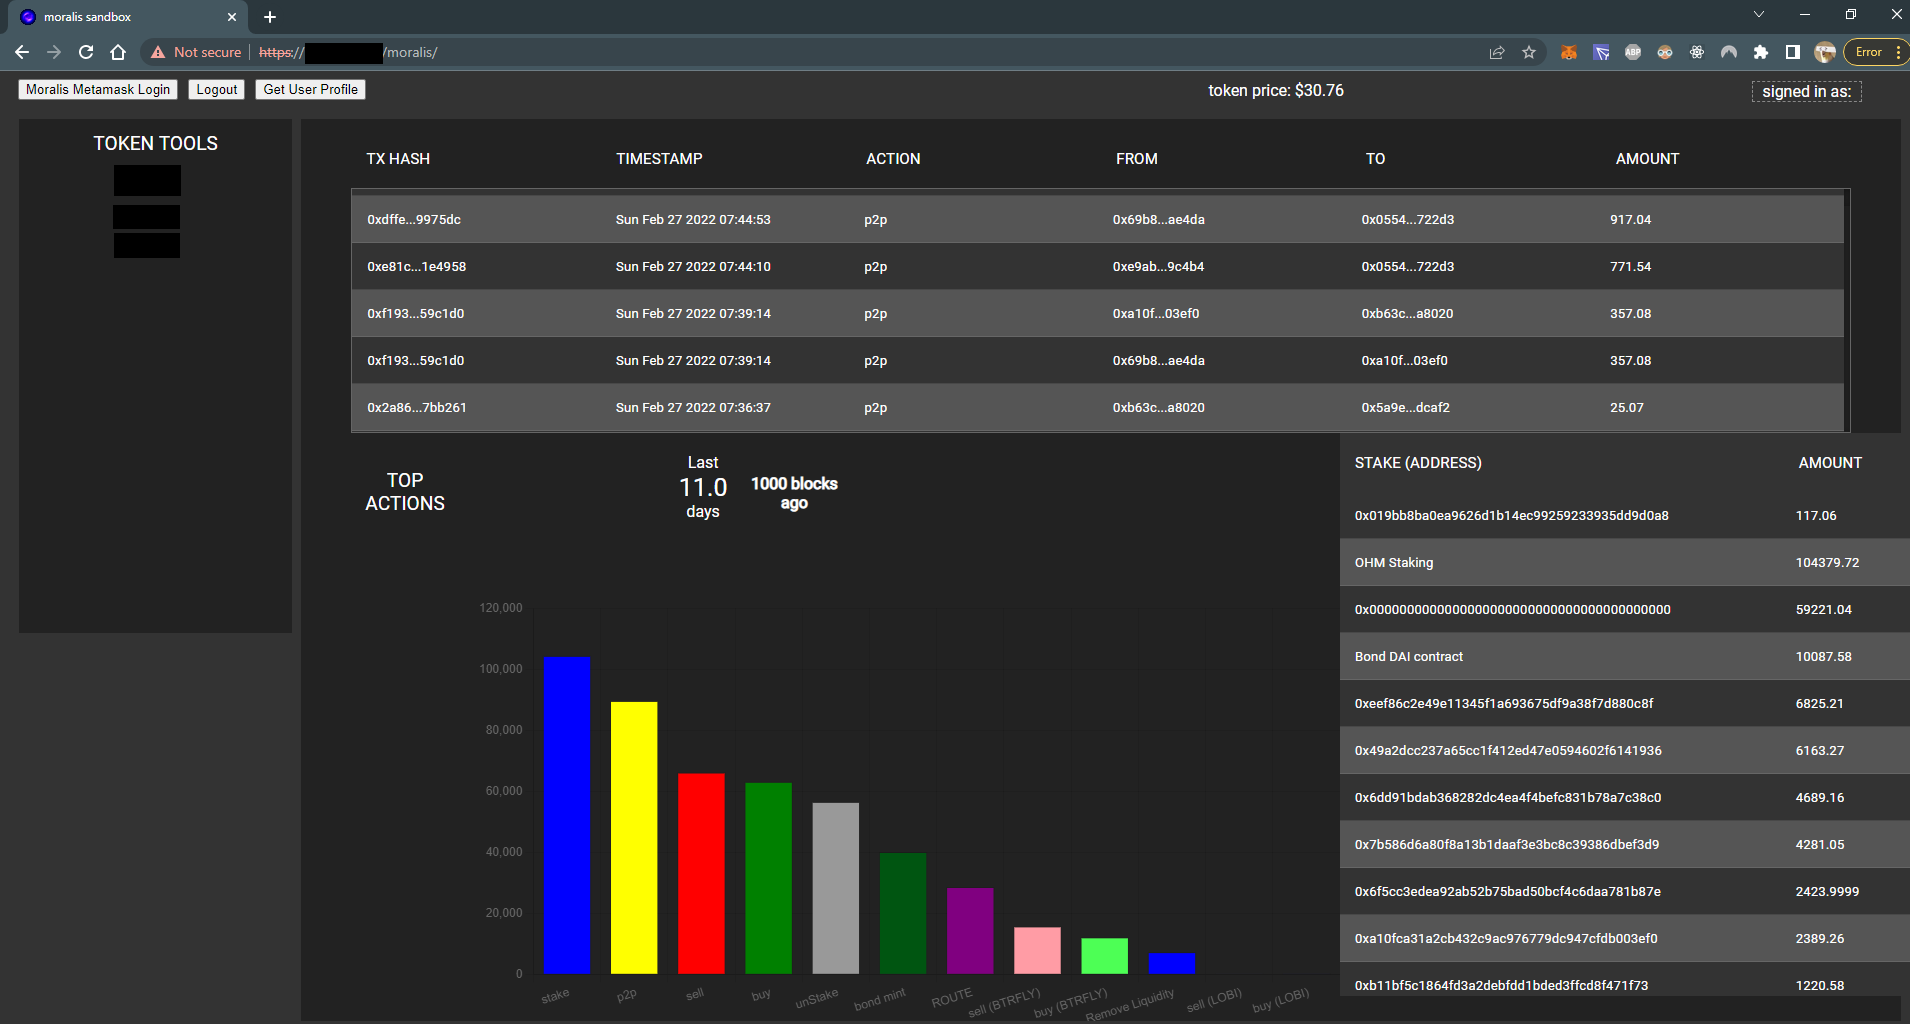 moralis sandbox
Not secure https:// /moralis/
Error
Moralis Metamask Login Logout Get User Profile
token price: $30.76
signed in as:
TOKEN TOOLS
TX HASH TIMESTAMP ACTION FROM TO AMOUNT
0xdffe...9975dc Sun Feb 27 2022 07:44:53 p2p 0x69b8...ae4da 0x0554...722d3 917.04
0xe81c...1e4958 Sun Feb 27 2022 07:44:10 p2p 0xe9ab...9c4b4 0x0554...722d3 771.54
0xf193...59c1d0 Sun Feb 27 2022 07:39:14 p2p 0xa10f...03ef0 0xb63c...a8020 357.08
0xf193...59c1d0 Sun Feb 27 2022 07:39:14 p2p 0x69b8...ae4da 0xa10f...03ef0 357.08
0x2a86...7bb261 Sun Feb 27 2022 07:36:37 p2p 0xb63c...a8020 0x5a9e...dcaf2 25.07
TOP
ACTIONS
Last
11.0
days
1000 blocks
ago
120,000
100,000
80,000
60,000
40,000
20,000
0
stake p2p sell buy unStake bond mint ROUTE sell (BTRFLY) buy (BTRFLY) Remove Liquidity sell (LOBI) buy (LOBI)
STAKE (ADDRESS) AMOUNT
0x019bb8ba0ea9626d1b14ec99259233935dd9d0a8 117.06
OHM Staking 104379.72
0x0000000000000000000000000000000000000000 59221.04
Bond DAI contract 10087.58
0xeef86c2e49e11345f1a693675df9a38f7d880c8f 6825.21
0x49a2dcc237a65cc1f412ed47e0594602f6141936 6163.27
0x6dd91bdab368282dc4ea4f4befc831b78a7c38c0 4689.16
0x7b586d6a80f8a13b1daaf3e3bc8c39386dbef3d9 4281.05
0x6f5cc3edea92ab52b75bad50bcf4c6daa781b87e 2423.9999
0xa10fca31a2cb432c9ac976779dc947cfdb003ef0 2389.26
0xb11bf5c1864fd3a2debfdd1bded3ffcd8f471f73 1220.58